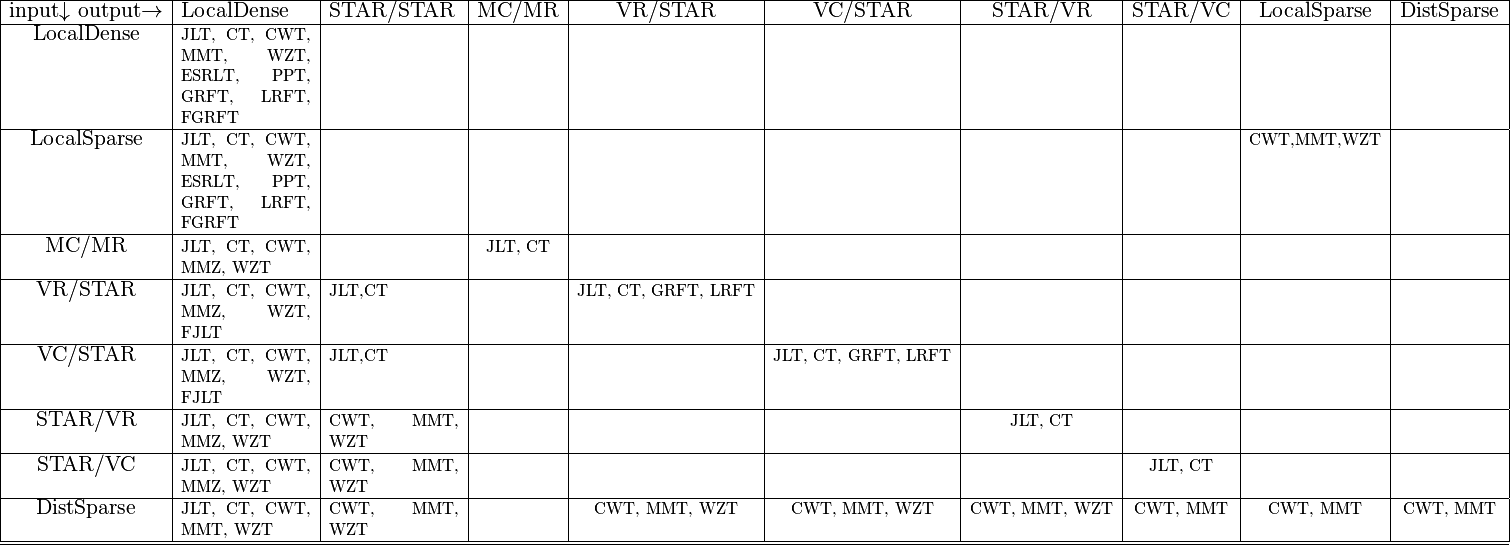 input↓ output→ LocalDense STAR/STAR MC/MR VR/STAR VC/STAR STAR/VR STAR/VC LocalSparse DistSparse
LocalDense JLT, CT, CWT,
MMT, WZT,
ESRLT, PPT,
GRFT, LRFT,
FGRFT
LocalSparse JLT, CT, CWT, CWT,MMT,WZT
MMT, WZT,
ESRLT, PPT,
GRFT, LRFT,
FGRFT
MC/MR JLT, CT, CWT, JLT, CT
MMZ, WZT
VR/STAR JLT, CT, CWT, JLT,CT JLT, CT, GRFT, LRFT
MMZ, WZT,
FJLT
VC/STAR JLT, CT, CWT, JLT,CT JLT, CT, GRFT, LRFT
MMZ, WZT,
FJLT
STAR/VR JLT, CT, CWT, CWT, MMT, JLT, CT
MMZ, WZT WZT
STAR/VC JLT, CT, CWT, CWT, MMT, JLT, CT
MMZ, WZT WZT
DistSparse JLT, CT, CWT, CWT, MMT, CWT, MMT, WZT CWT, MMT, WZT CWT, MMT, WZT CWT, MMT CWT, MMT CWT, MMT
MMT, WZT WZT